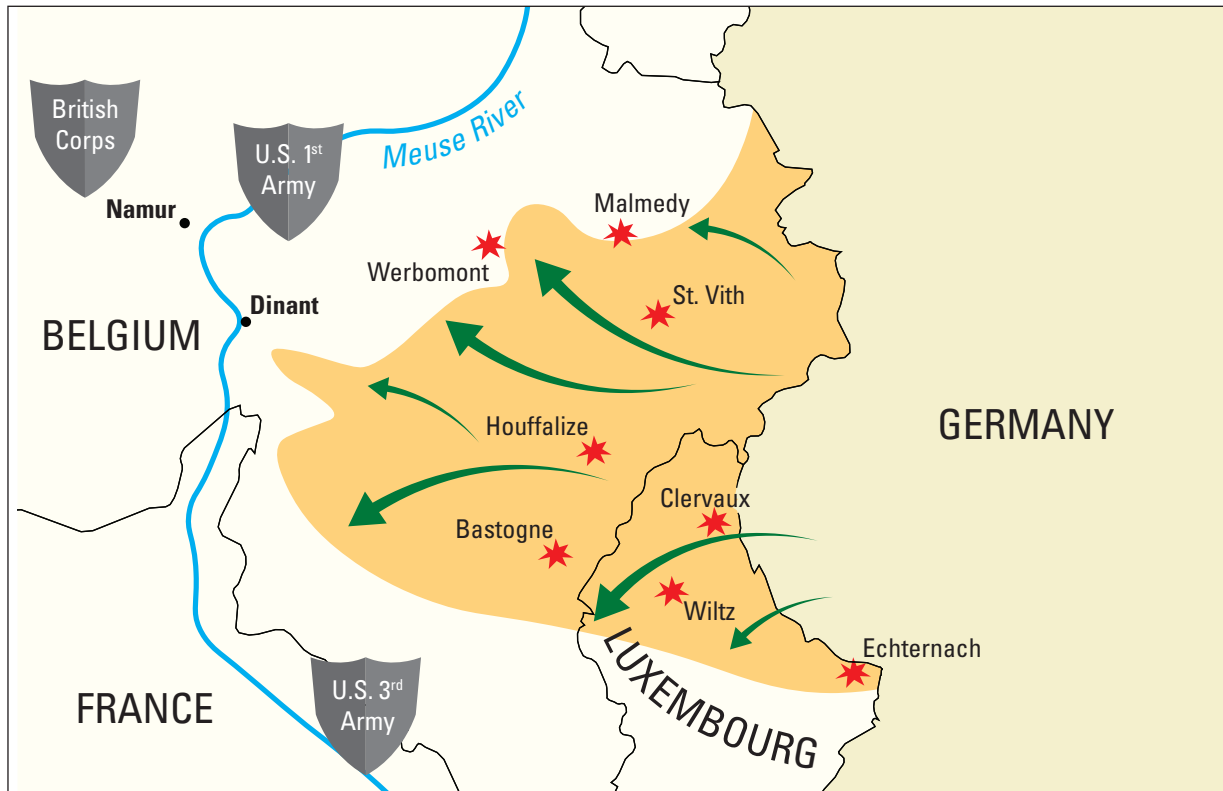 British
Corps
U.S. 1st
Army
Meuse River
Namur
Malmedy
Werbomont
St. Vith
Dinant
BELGIUM
GERMANY
Houffalize
Clervaux
Bastogne
Wiltz
Echternach
LUXEMBOURG
FRANCE
U.S. 3rd
Army